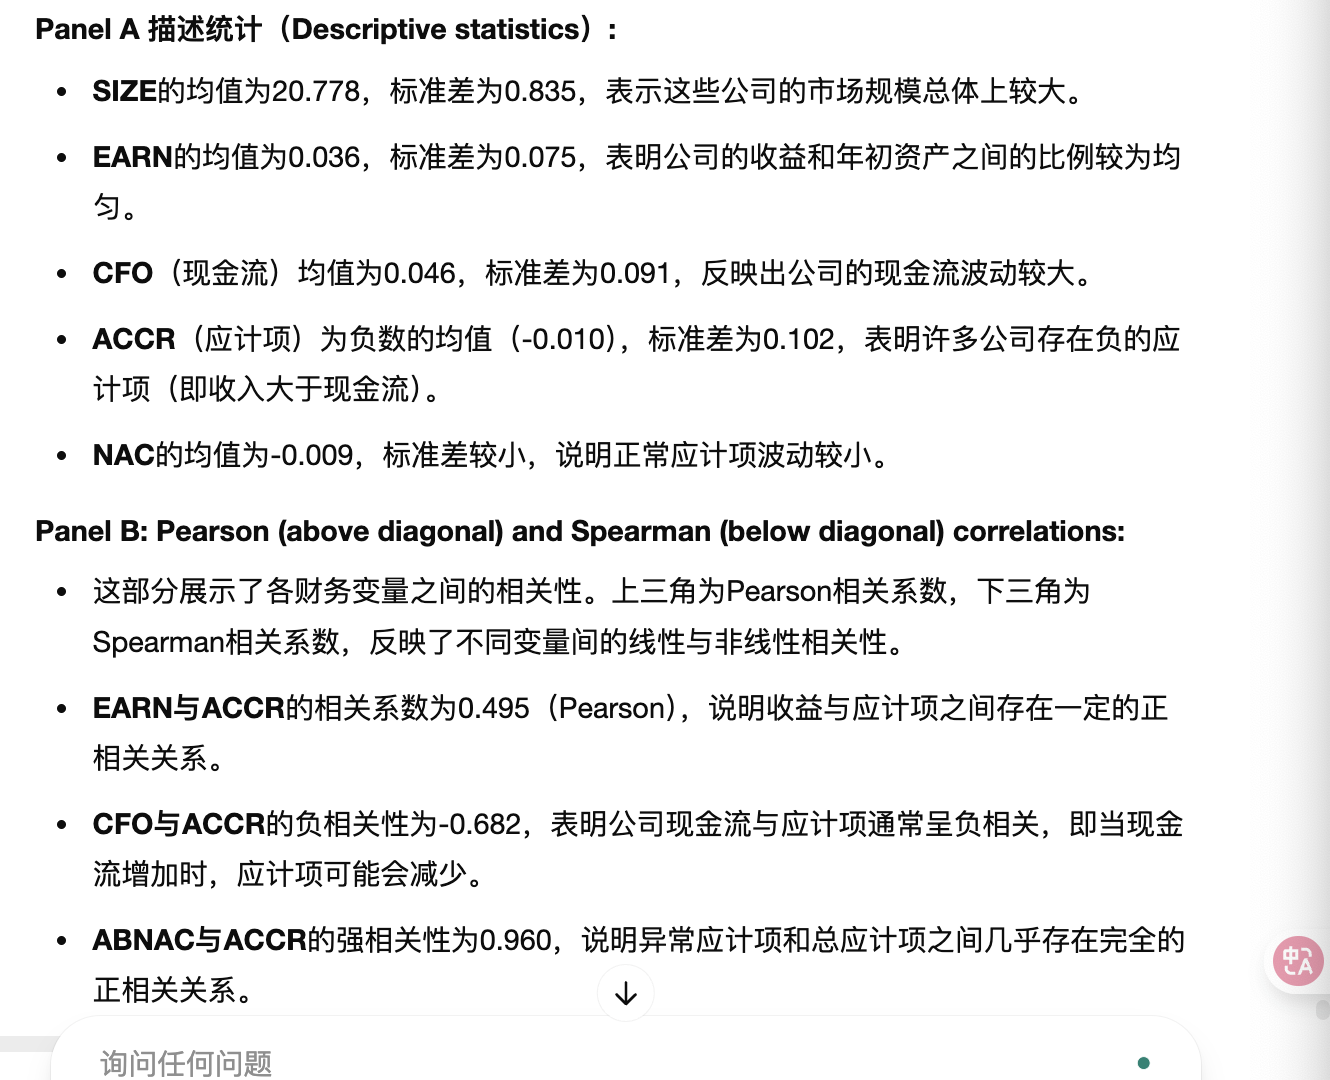 Panel A 描述统计（Descriptive statistics）:
• SIZE的均值为20.778，标准差为0.835，表示这些公司的市场规模总体上较大。
• EARN的均值为0.036，标准差为0.075，表明公司的收益和年初资产之间的比例较为均
匀。
• CFO（现金流）均值为0.046，标准差为0.091，反映出公司的现金流波动较大。
• ACCR（应计项）为负数的均值（-0.010），标准差为0.102，表明许多公司存在负的应
计项（即收入大于现金流）。
• NAC的均值为-0.009，标准差较小，说明正常应计项波动较小。
Panel B: Pearson (above diagonal) and Spearman (below diagonal) correlations:
• 这部分展示了各财务变量之间的相关性。上三角为Pearson相关系数，下三角为
Spearman相关系数，反映了不同变量间的线性与非线性相关性。
• EARN与ACCR的相关系数为0.495（Pearson），说明收益与应计项之间存在一定的正
相关关系。
• CFO与ACCR的负相关性为-0.682，表明公司现金流与应计项通常呈负相关，即当现金
流增加时，应计项可能会减少。
• ABNAC与ACCR的强相关性为0.960，说明异常应计项和总应计项之间几乎存在完全的
正相关关系。
中A
询问任何问题